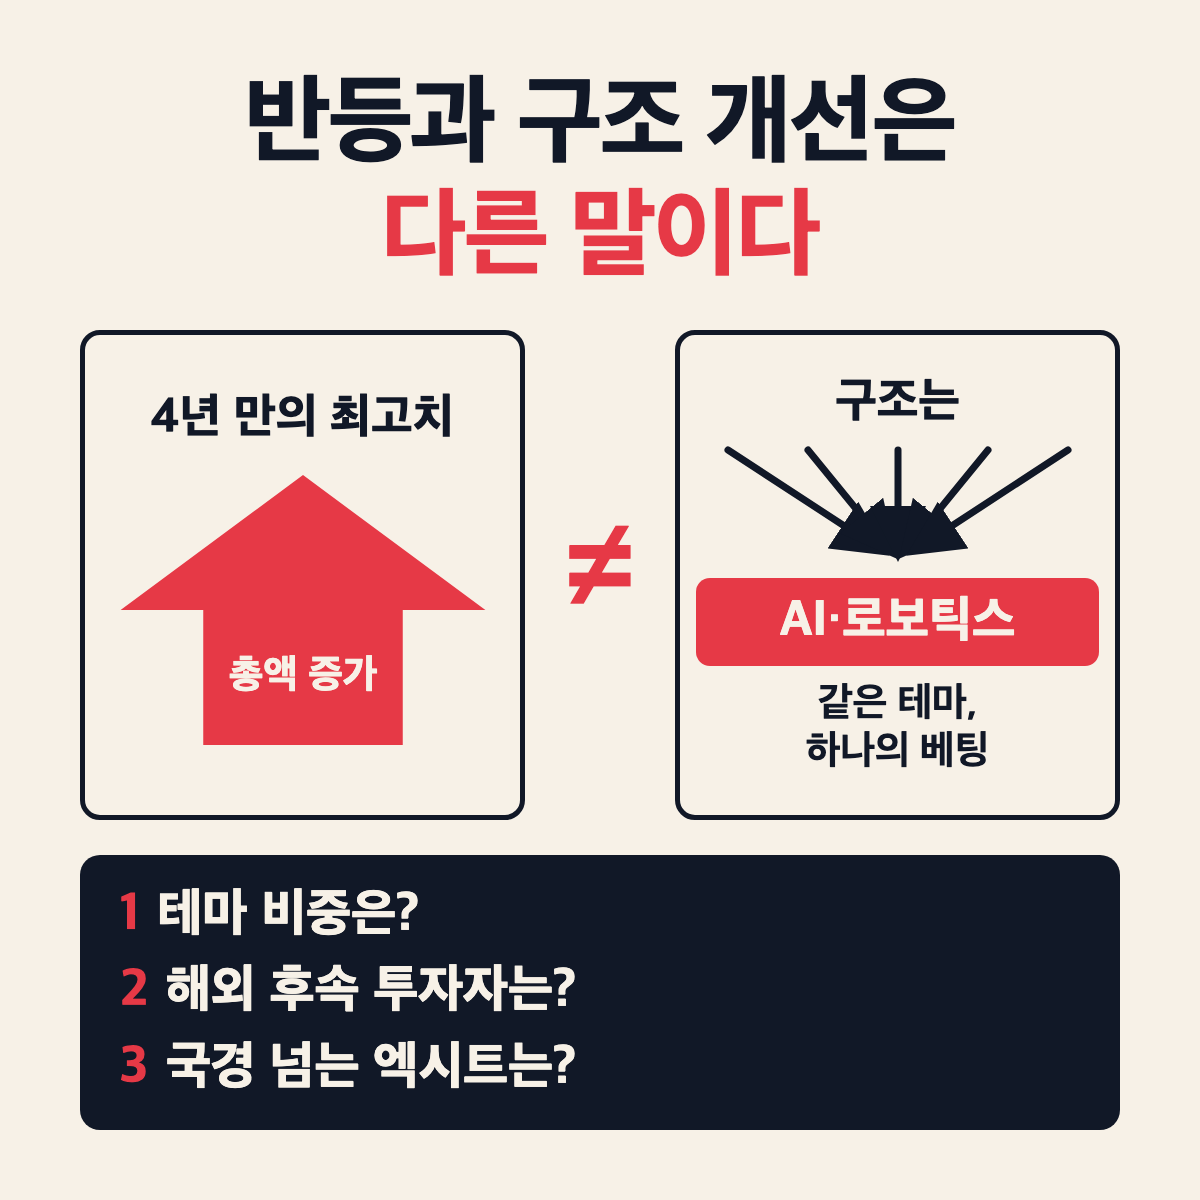 반등과 구조 개선은
다른 말이다
4년 만의 최고치
총액 증가
≠
구조는
AI·로보틱스
같은 테마,
하나의 베팅
1 테마 비중은?
2 해외 후속 투자자는?
3 국경 넘는 엑시트는?